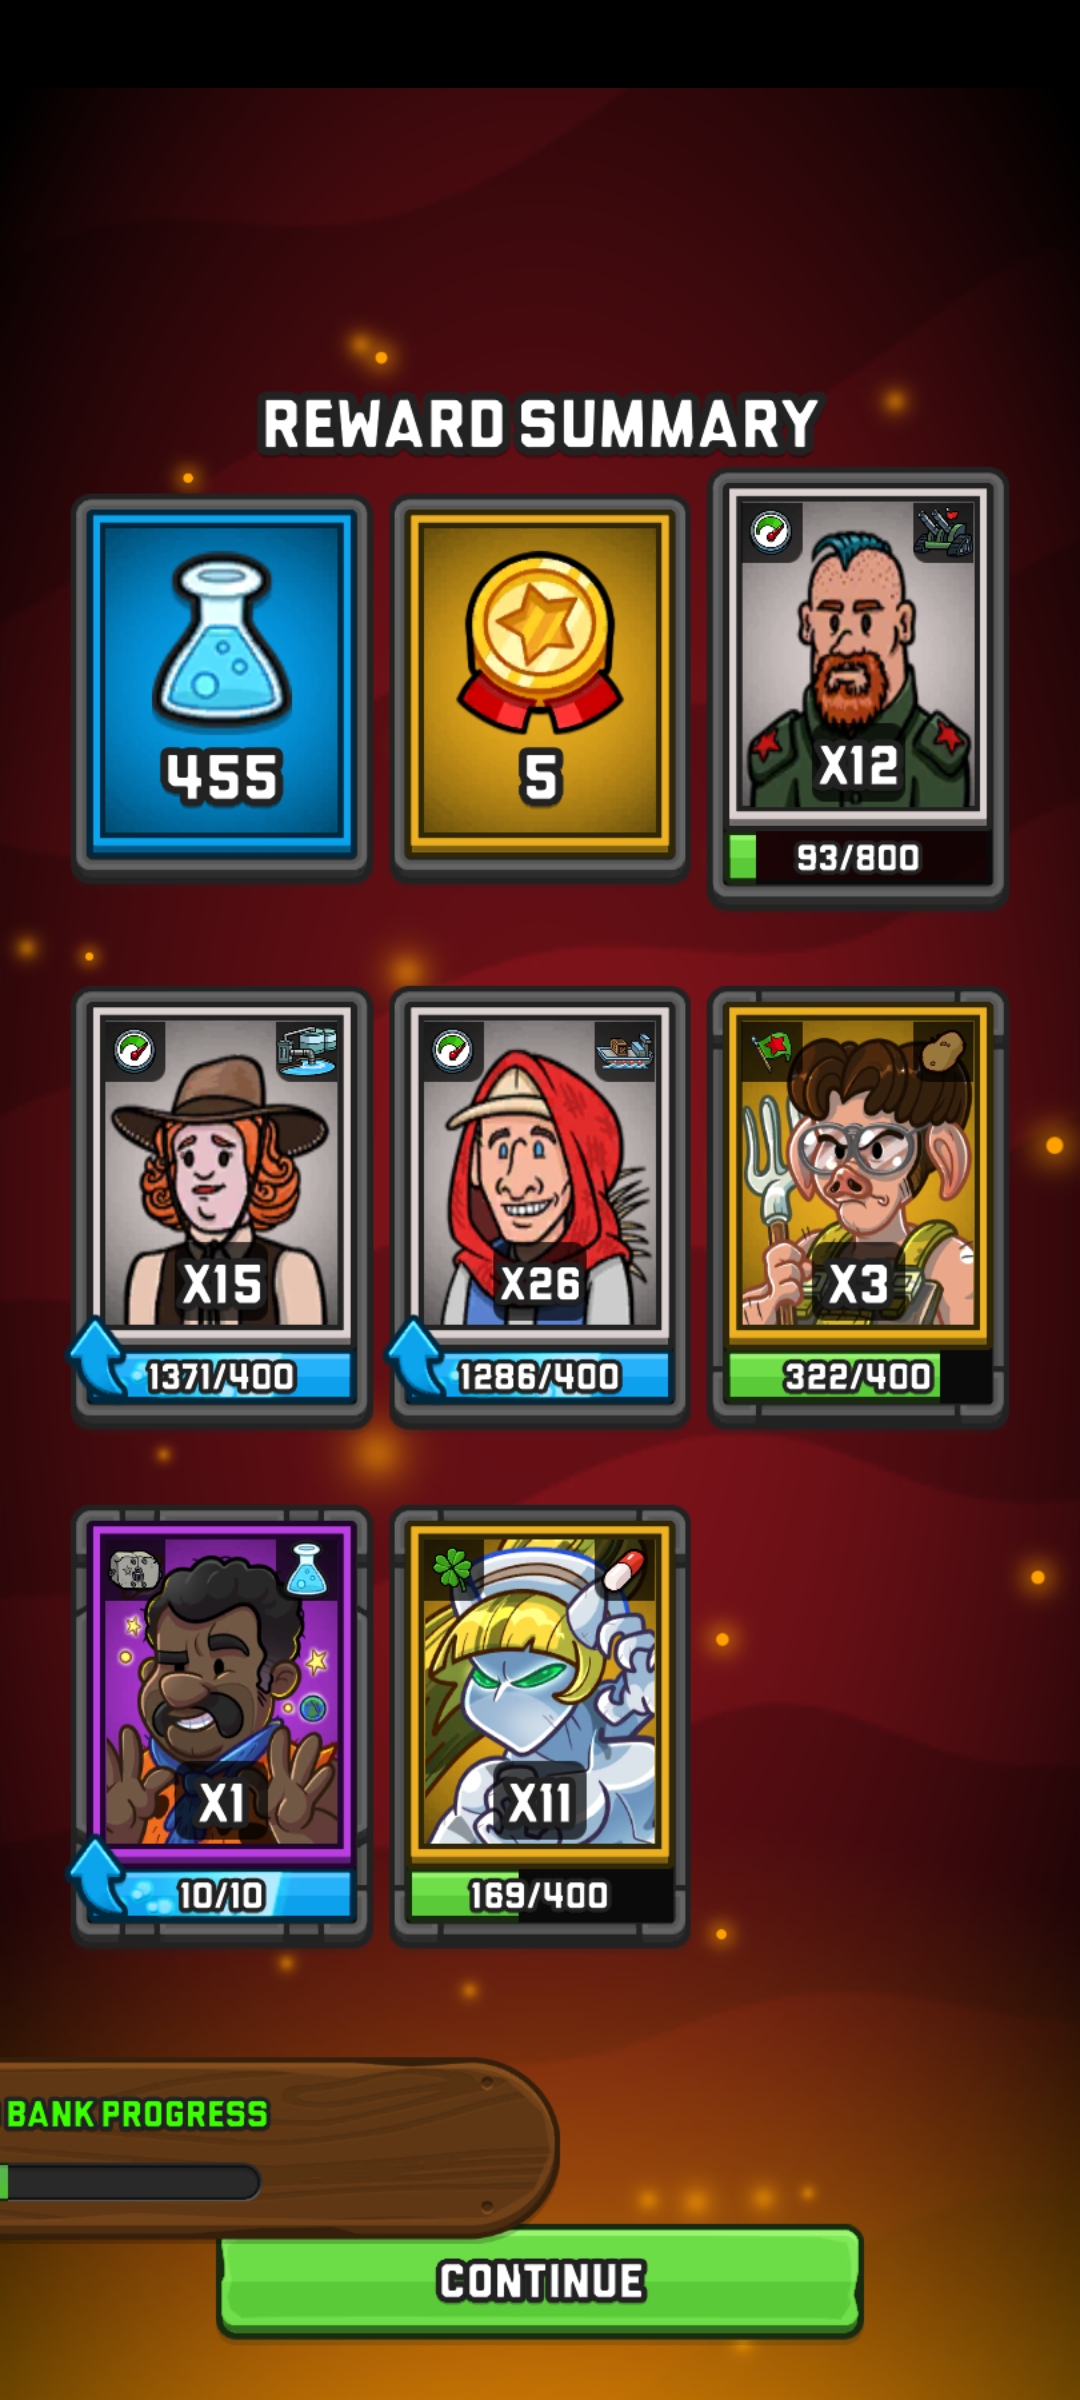 REWARD SUMMARY
455
5
X12
93/800
X15
1371/400
X26
1286/400
X3
322/400
X1
10/10
X11
169/400
BANK PROGRESS
CONTINUE